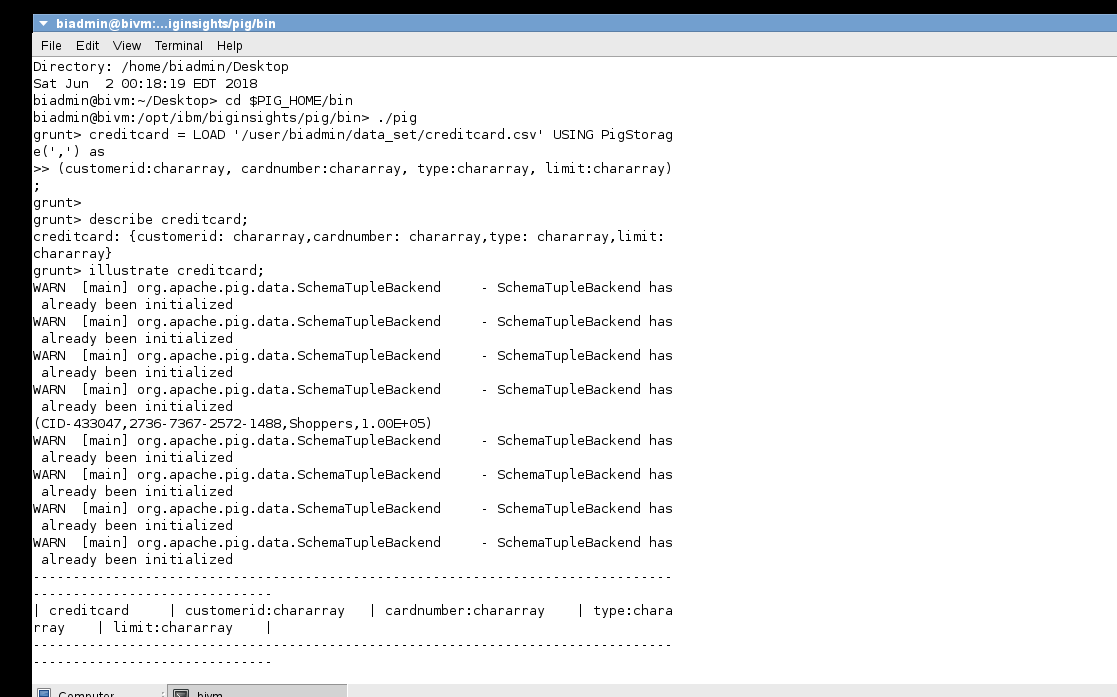 biadmin@bivm:...iginsights/pig/bin
File Edit View Terminal Help
Directory: /home/biadmin/Desktop
Sat Jun  2 00:18:19 EDT 2018
biadmin@bivm:~/Desktop> cd $PIG_HOME/bin
biadmin@bivm:/opt/ibm/biginsights/pig/bin> ./pig
grunt> creditcard = LOAD '/user/biadmin/data_set/creditcard.csv' USING PigStorag
e(',') as
>> (customerid:chararray, cardnumber:chararray, type:chararray, limit:chararray)
;
grunt>
grunt> describe creditcard;
creditcard: {customerid: chararray,cardnumber: chararray,type: chararray,limit:
chararray}
grunt> illustrate creditcard;
WARN  [main] org.apache.pig.data.SchemaTupleBackend     - SchemaTupleBackend has
 already been initialized
WARN  [main] org.apache.pig.data.SchemaTupleBackend     - SchemaTupleBackend has
 already been initialized
WARN  [main] org.apache.pig.data.SchemaTupleBackend     - SchemaTupleBackend has
 already been initialized
WARN  [main] org.apache.pig.data.SchemaTupleBackend     - SchemaTupleBackend has
 already been initialized
(CID-433047,2736-7367-2572-1488,Shoppers,1.00E+05)
WARN  [main] org.apache.pig.data.SchemaTupleBackend     - SchemaTupleBackend has
 already been initialized
WARN  [main] org.apache.pig.data.SchemaTupleBackend     - SchemaTupleBackend has
 already been initialized
WARN  [main] org.apache.pig.data.SchemaTupleBackend     - SchemaTupleBackend has
 already been initialized
WARN  [main] org.apache.pig.data.SchemaTupleBackend     - SchemaTupleBackend has
 already been initialized
--------------------------------------------------------------------------------
------------------------------
| creditcard     | customerid:chararray   | cardnumber:chararray    | type:chara
rray    | limit:chararray    |
--------------------------------------------------------------------------------
------------------------------
Computer
bivm